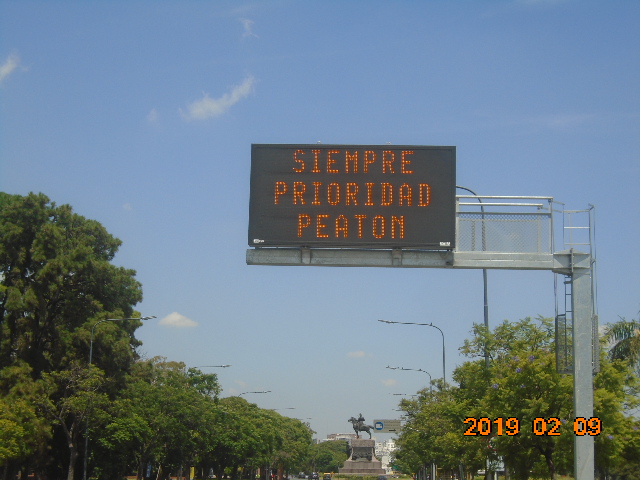 SIEMPRE
PRIORIDAD
PEATON
2019 02 09